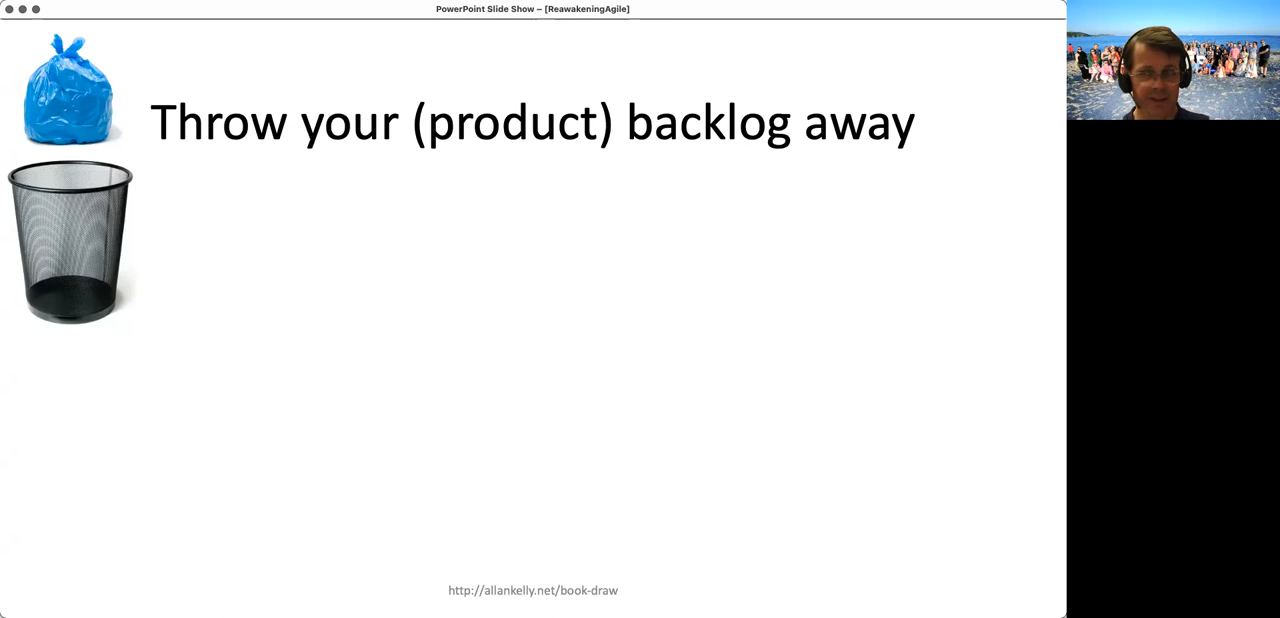 PowerPoint Slide Show – [ReawakeningAgile]
Throw your (product) backlog away
http://allankelly.net/book-draw